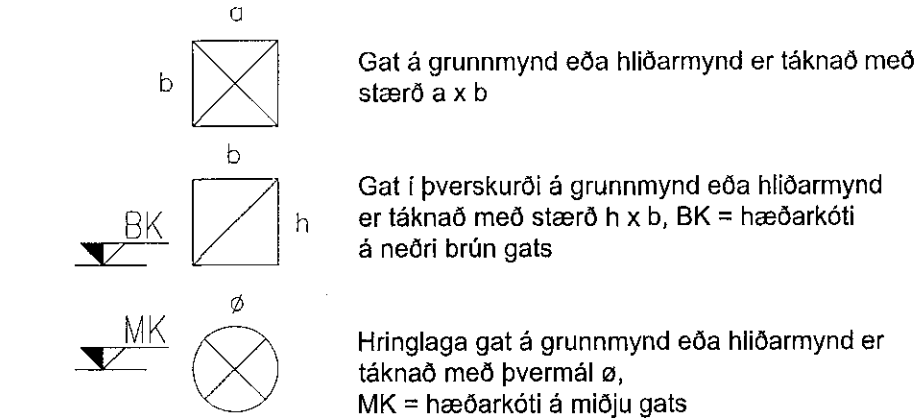 a
b
Gat á grunnmynd eða hliðarmynd er táknað með
stærð a x b
b
BK
h
Gat í þverskurði á grunnmynd eða hliðarmynd
er táknað með stærð h x b, BK = hæðarkóti
á neðri brún gats
ø
MK
Hringlaga gat á grunnmynd eða hliðarmynd er
táknað með þvermál ø,
MK = hæðarkóti á miðju gats